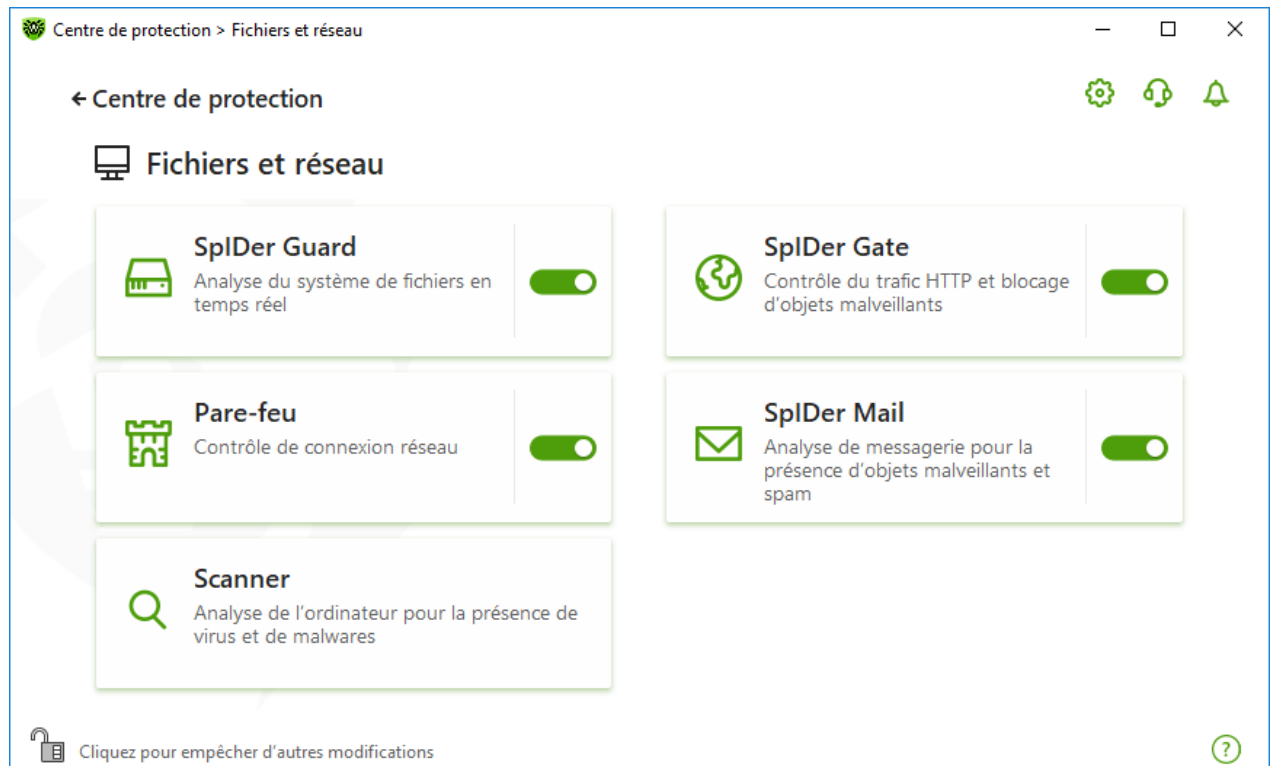 Centre de protection > Fichiers et réseau
Centre de protection
Fichiers et réseau
SpIDer Guard
Analyse du système de fichiers en
temps réel
SpIDer Gate
Contrôle du trafic HTTP et blocage
d'objets malveillants
Pare-feu
Contrôle de connexion réseau
SpIDer Mail
Analyse de messagerie pour la
présence d'objets malveillants et
spam
Scanner
Analyse de l'ordinateur pour la présence de
virus et de malwares
Cliquez pour empêcher d'autres modifications
?